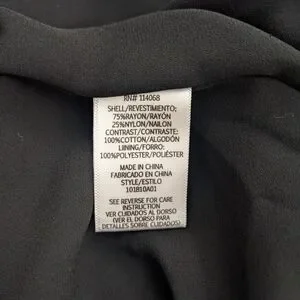 RN# 114068
SHELL/REVESTIMIENTO:
75%RAYON/RAYÓN
25%NYLON/NAILON
CONTRAST/CONTRASTE:
100%COTTON/ALGODÓN
LINING/FORRO:
100%POLYESTER/POLIÉSTER
MADE IN CHINA
FABRICADO EN CHINA
STYLE/ESTILO
101810A01
SEE REVERSE FOR CARE
INSTRUCTION
VER CUIDADOS AL DORSO
(VER EL DORSO PARA
DETALLES SOBRE CUIDADO)